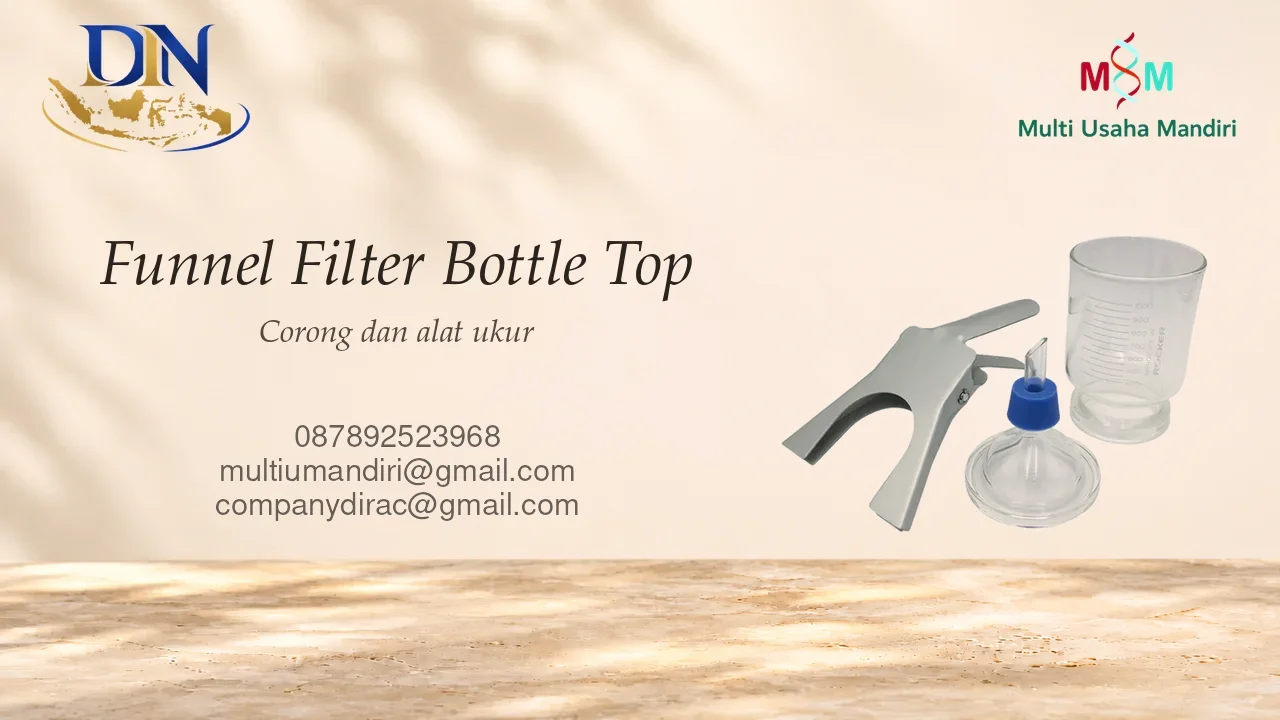 DN
M M
Multi Usaha Mandiri
Funnel Filter Bottle Top
Corong dan alat ukur
087892523968
multiumandiri@gmail.com
companydirac@gmail.com
ROCKER